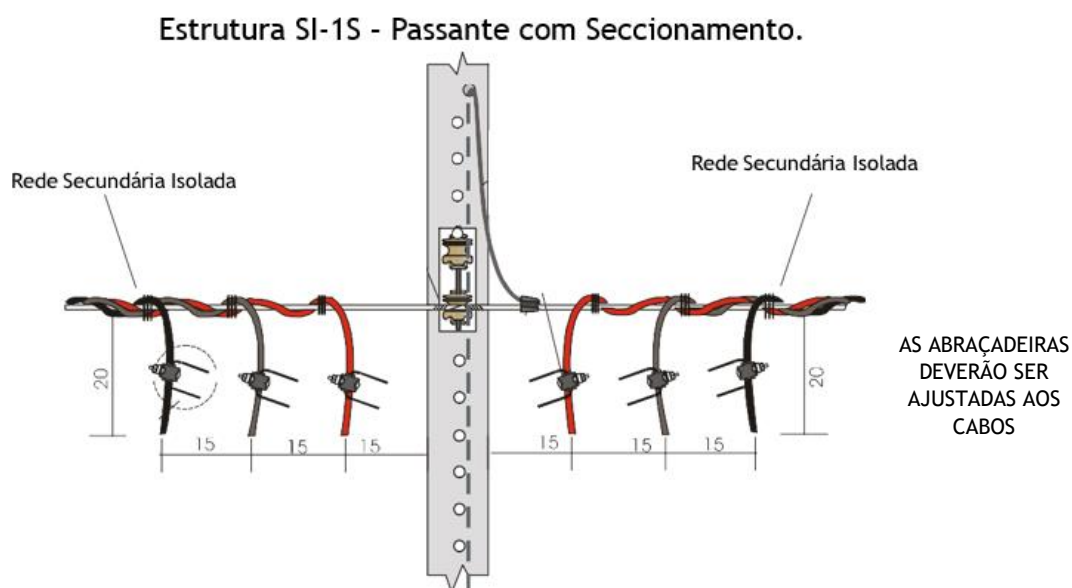 Estrutura SI-1S - Passante com Seccionamento.
Rede Secundária Isolada
Rede Secundária Isolada
AS ABRAÇADEIRAS
DEVERÃO SER
AJUSTADAS AOS
CABOS
20
20
15
15
15
15
15
15